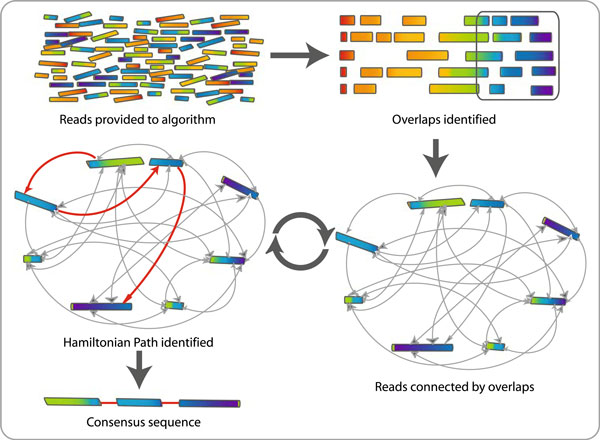 Reads provided to algorithm
Overlaps identified
Hamiltonian Path identified
Reads connected by overlaps
Consensus sequence